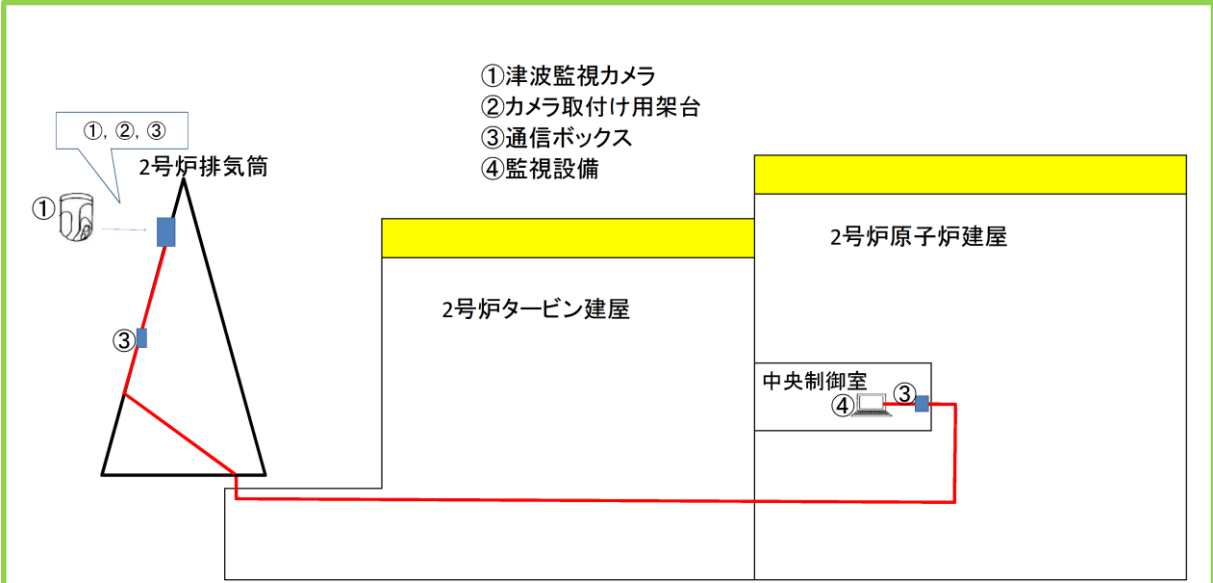 ①津波監視カメラ
②カメラ取付け用架台
③通信ボックス
④監視設備
①, ②, ③
2号炉排気筒
①
2号炉原子炉建屋
2号炉タービン建屋
③
中央制御室
④
③